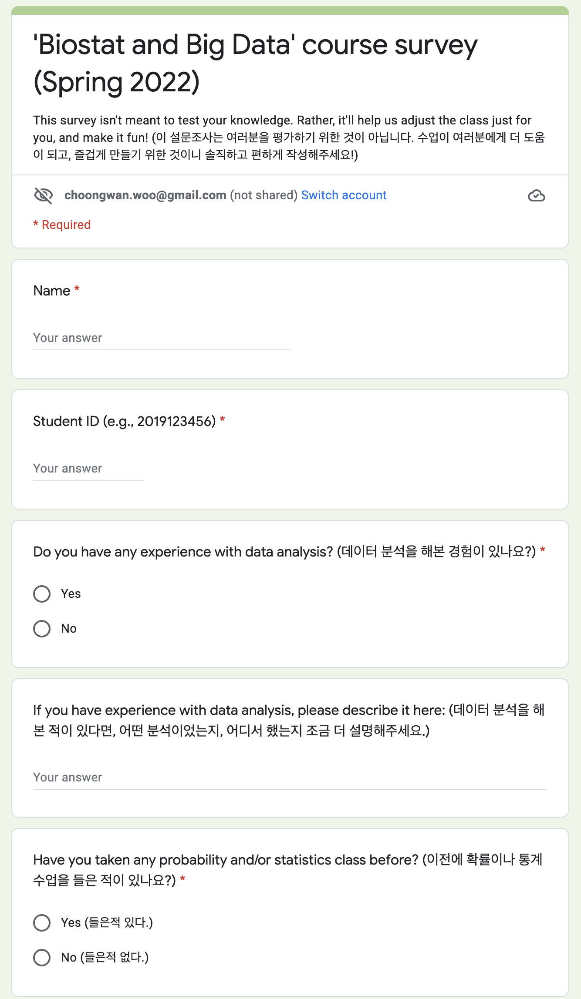 'Biostat and Big Data' course survey
(Spring 2022)
This survey isn't meant to test your knowledge. Rather, it'll help us adjust the class just for
you, and make it fun! (이 설문조사는 여러분을 평가하기 위한 것이 아닙니다. 수업이 여러분에게 더 도움
이 되고, 즐겁게 만들기 위한 것이니 솔직하고 편하게 작성해주세요!)
choongwan.woo@gmail.com (not shared) Switch account
* Required
Name *
Your answer
Student ID (e.g., 2019123456) *
Your answer
Do you have any experience with data analysis? (데이터 분석을 해본 경험이 있나요?) *
Yes
No
If you have experience with data analysis, please describe it here: (데이터 분석을 해
본 적이 있다면, 어떤 분석이었는지, 어디서 했는지 조금 더 설명해주세요.)
Your answer
Have you taken any probability and/or statistics class before? (이전에 확률이나 통계
수업을 들은 적이 있나요?) *
Yes (들은적 있다.)
No (들은적 없다.)